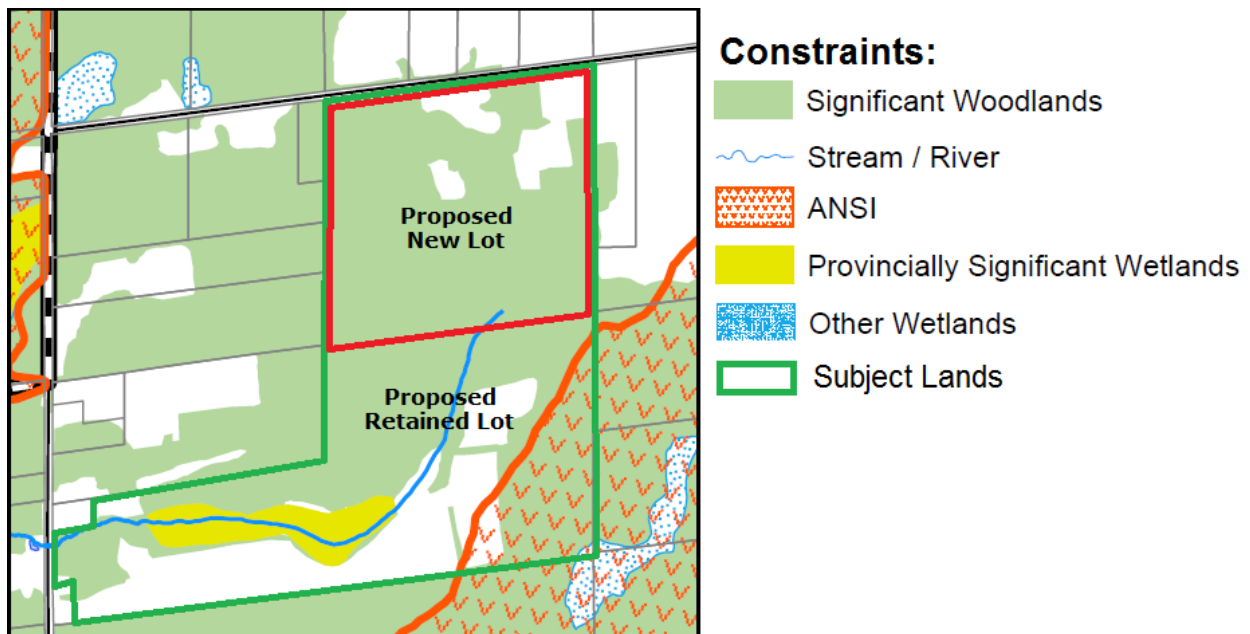 Constraints:
Significant Woodlands
Stream / River
ANSI
Provincially Significant Wetlands
Other Wetlands
Subject Lands
Proposed
New Lot
Proposed
Retained Lot